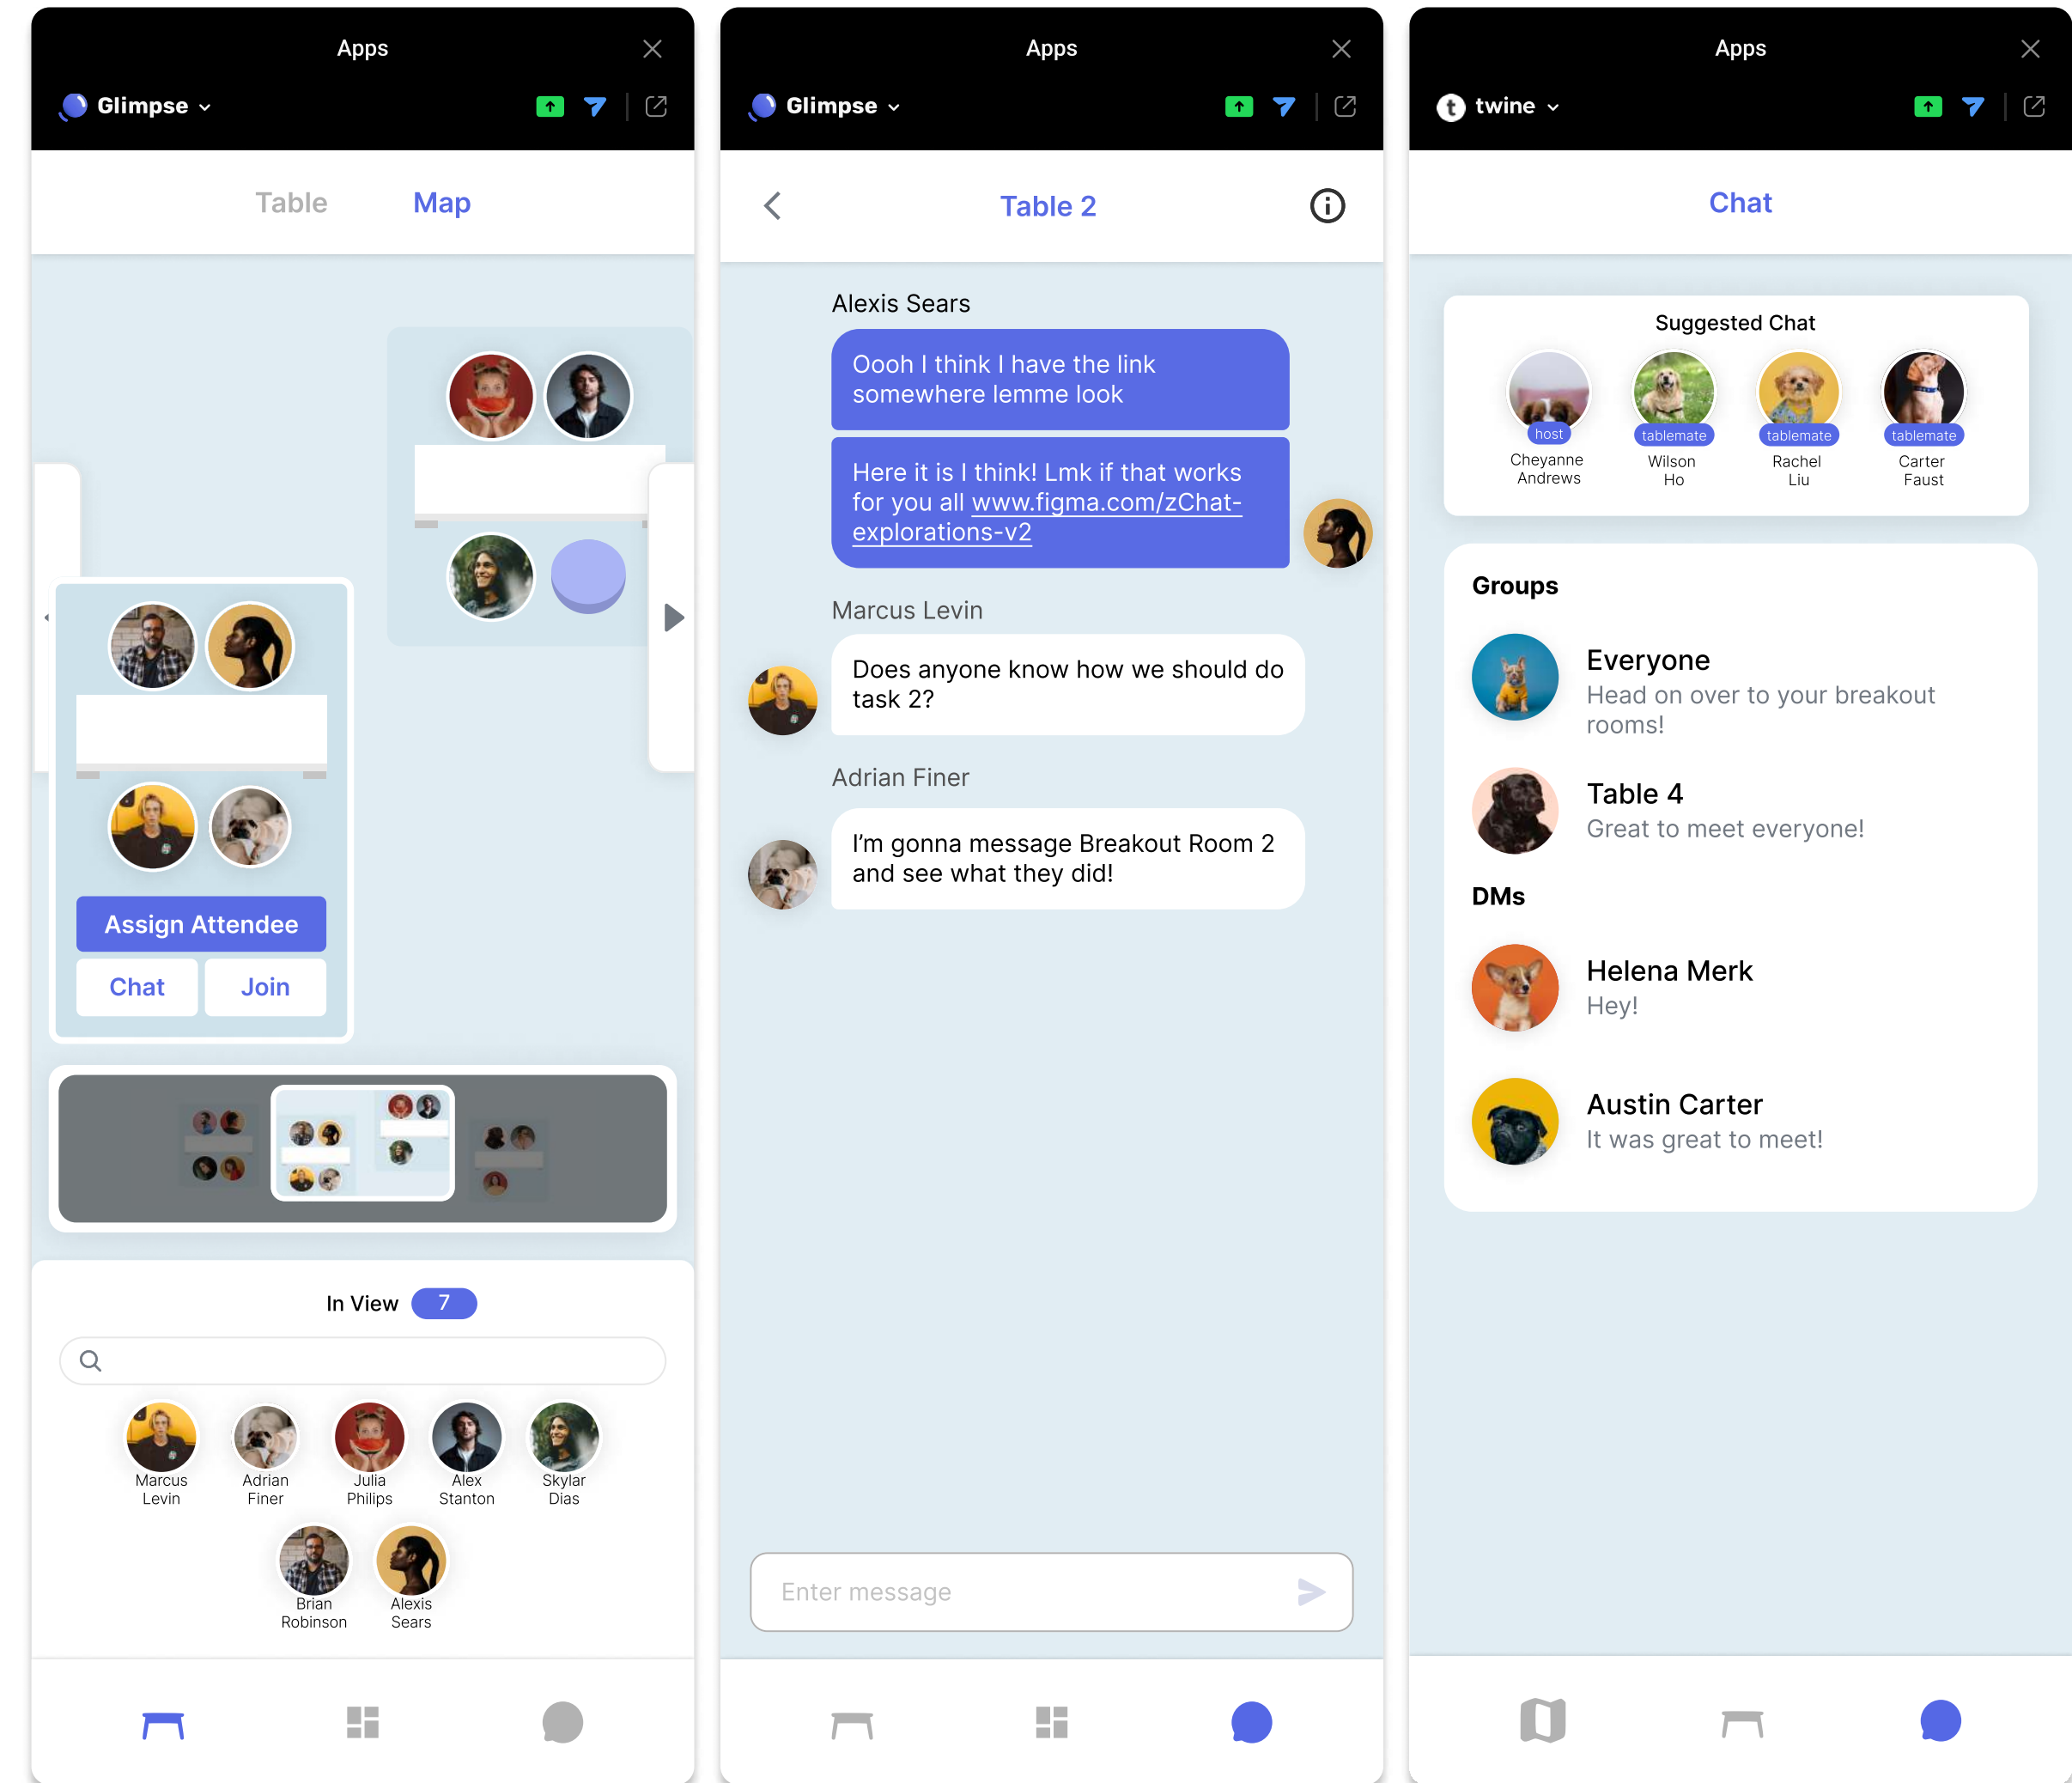 Apps
Glimpse
Table
Map
Assign Attendee
Chat
Join
In View
7
Marcus
Levin
Adrian
Finer
Julia
Philips
Alex
Stanton
Skylar
Dias
Brian
Robinson
Alexis
Sears
Apps
Glimpse
Table 2
Alexis Sears
Oooh I think I have the link
somewhere lemme look
Here it is I think! Lmk if that works
for you all www.figma.com/zChat-
explorations-v2
Marcus Levin
Does anyone know how we should do
task 2?
Adrian Finer
I’m gonna message Breakout Room 2
and see what they did!
Enter message
Apps
t
twine
Chat
Suggested Chat
host
Cheyanne
Andrews
tablemate
Wilson
Ho
tablemate
Rachel
Liu
tablemate
Carter
Faust
Groups
Everyone
Head on over to your breakout
rooms!
Table 4
Great to meet everyone!
DMs
Helena Merk
Hey!
Austin Carter
It was great to meet!